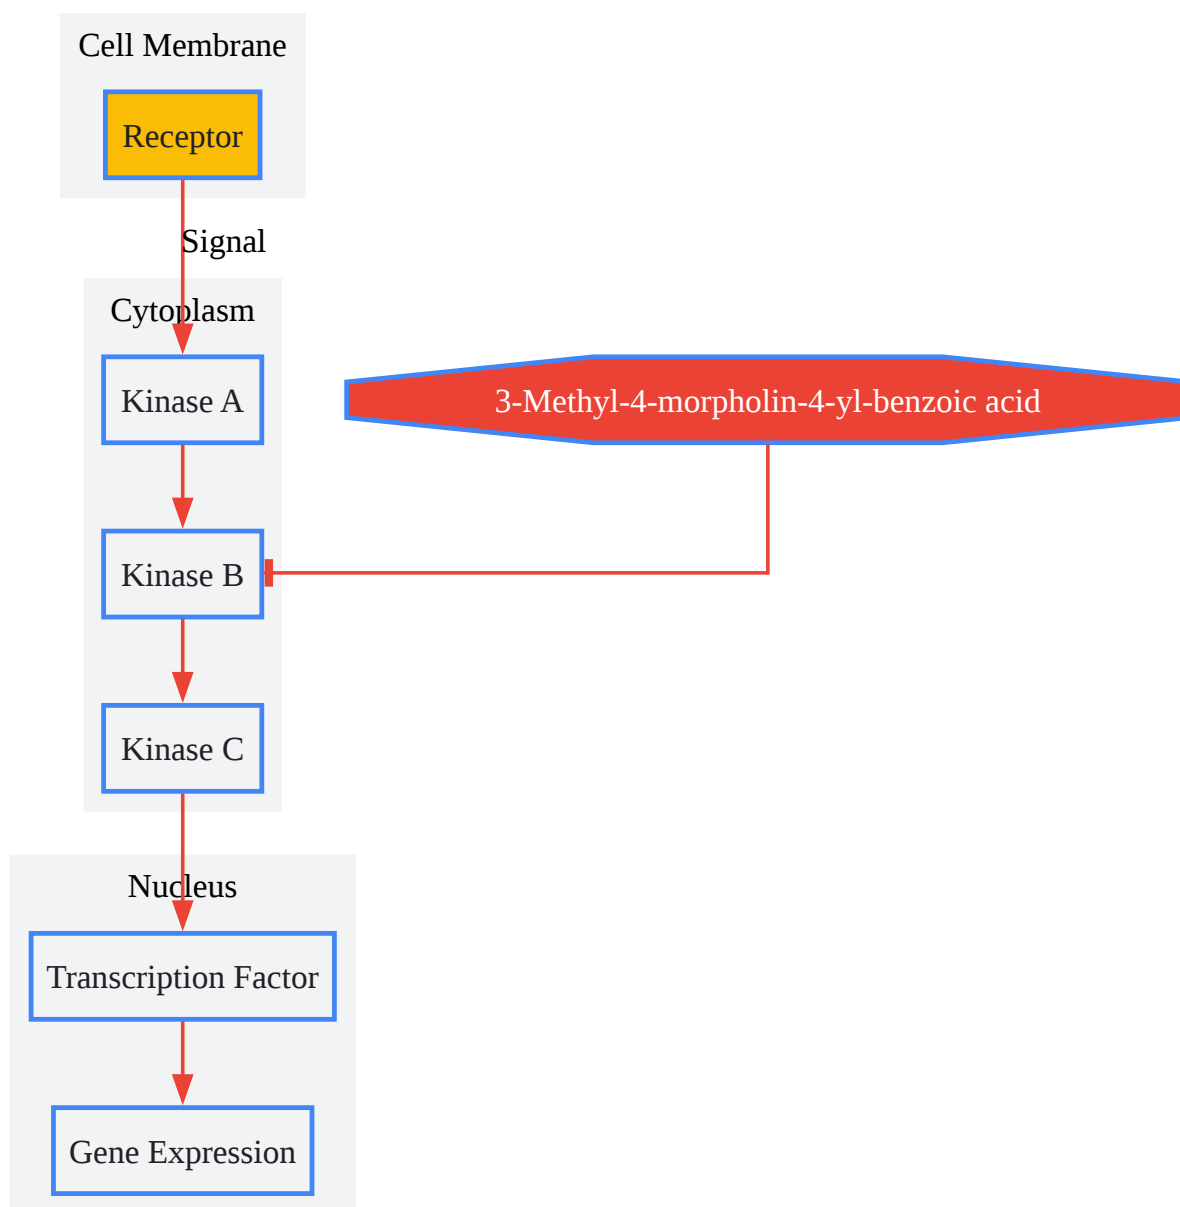 Cell Membrane
Receptor
Signal
Cytoplasm
Kinase A
3-Methyl-4-morpholin-4-yl-benzoic acid
Kinase B
Kinase C
Nucleus
Transcription Factor
Gene Expression